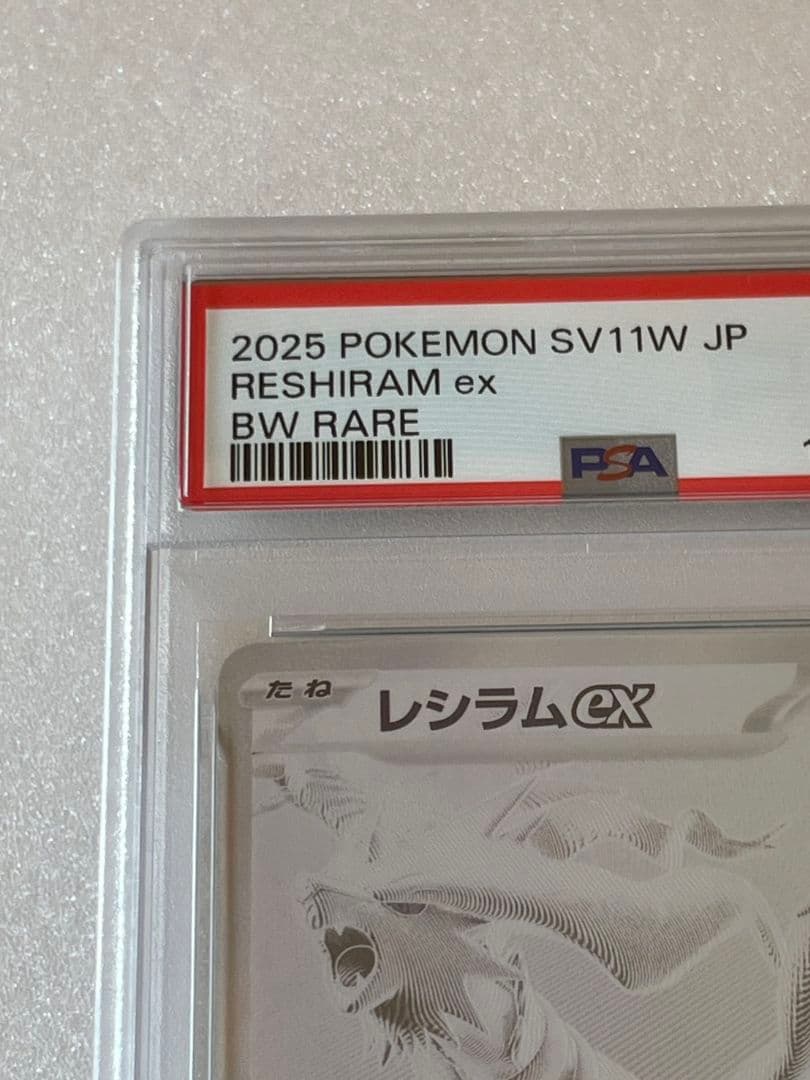 2025 POKEMON SV11W JP
RESHIRAM ex
BW RARE
PSA
たね
レシラムex